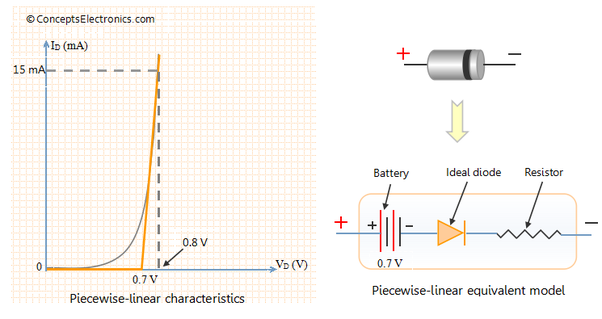 © ConceptsElectronics.com
I_D (mA)
15 mA
0
0.7 V
0.8 V
V_D (V)
Piecewise-linear characteristics
+ −
Battery Ideal diode Resistor
+ + − −
0.7 V
Piecewise-linear equivalent model